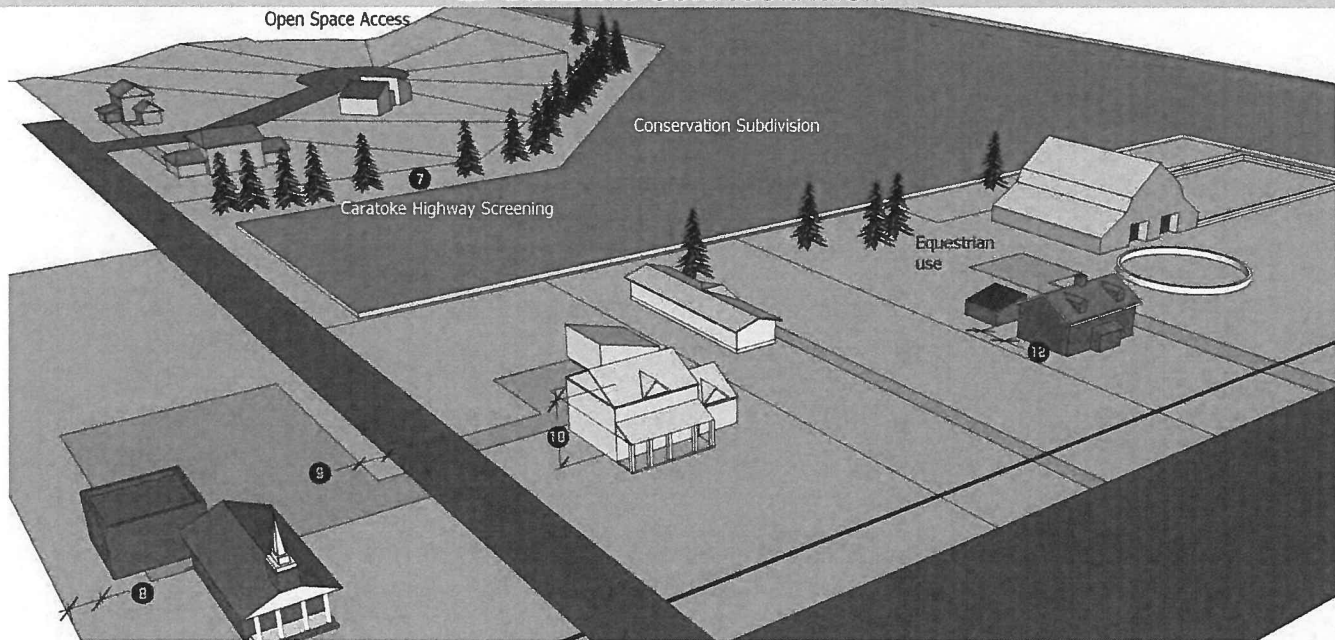 Open Space Access
Conservation Subdivision
7
Caratoke Highway Screening
Equestrian
use
12
10
9
8